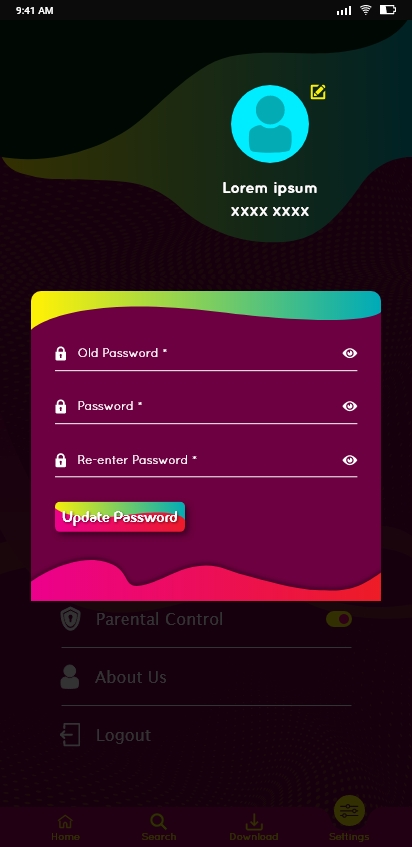 9:41 AM
Lorem ipsum
xxxx xxxx
Old Password *
Password *
Re-enter Password *
Update Password
Parental Control
About Us
Logout
Home Search Download Settings